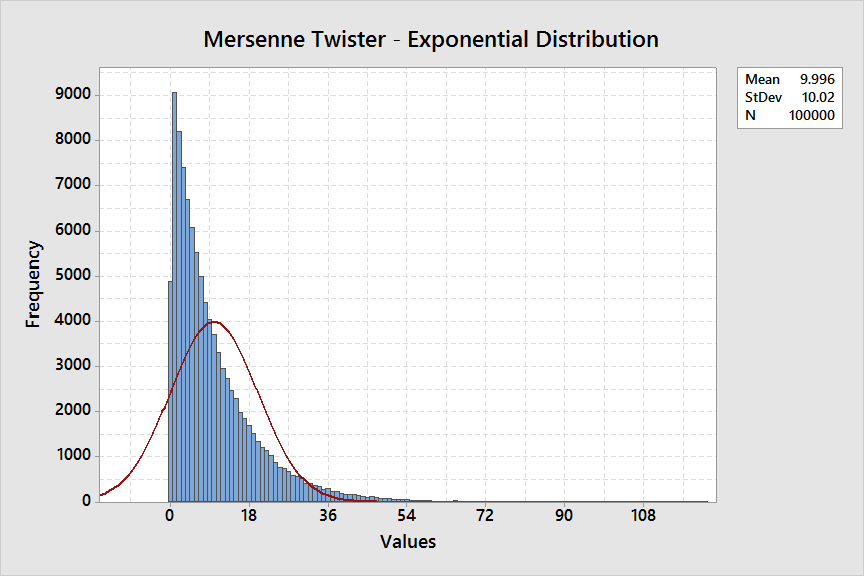 Mersenne Twister - Exponential Distribution
Mean 9.996
StDev 10.02
N 100000
Frequency
9000
8000
7000
6000
5000
4000
3000
2000
1000
0
0 18 36 54 72 90 108
Values